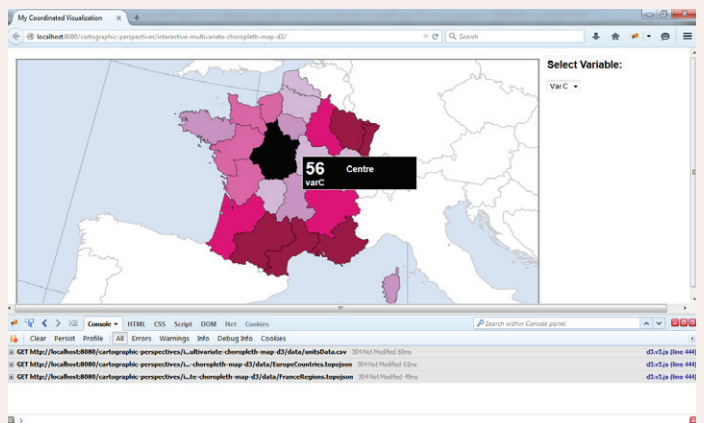 My Coordinated Visualization
localhost:8080/cartographic-perspectives/interactive-multivariate-choropleth-map-d3/
Search
Select Variable:
Var C
56 Centre
varC
Console HTML CSS Script DOM Net Cookies
Search within Console panel
Clear Persist Profile All Errors Warnings Info Debug Info Cookies
GET http://localhost:8080/cartographic-perspectives/i...ultivariate-choropleth-map-d3/data/unitsData.csv 304 Not Modified 60ms d3.v3.js (line 444)
GET http://localhost:8080/cartographic-perspectives/i...-choropleth-map-d3/data/EuropeCountries.topojson 304 Not Modified 62ms d3.v3.js (line 444)
GET http://localhost:8080/cartographic-perspectives/i...te-choropleth-map-d3/data/FranceRegions.topojson 304 Not Modified 49ms d3.v3.js (line 444)